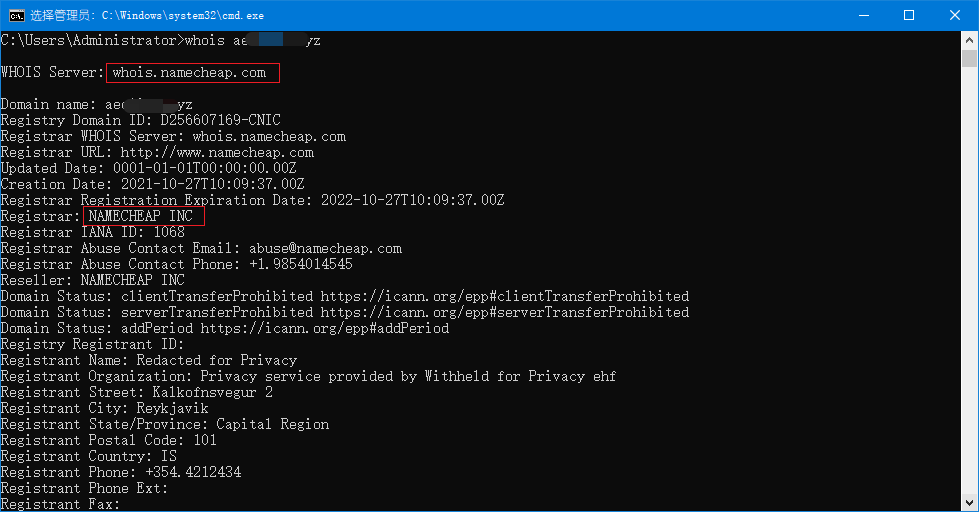 选择管理员: C:\Windows\system32\cmd.exe
C:\Users\Administrator>whois ae yz
WHOIS Server: whois.namecheap.com
Domain name: ae yz
Registry Domain ID: D256607169-CNIC
Registrar WHOIS Server: whois.namecheap.com
Registrar URL: http://www.namecheap.com
Updated Date: 0001-01-01T00:00:00.00Z
Creation Date: 2021-10-27T10:09:37.00Z
Registrar Registration Expiration Date: 2022-10-27T10:09:37.00Z
Registrar: NAMECHEAP INC
Registrar IANA ID: 1068
Registrar Abuse Contact Email: abuse@namecheap.com
Registrar Abuse Contact Phone: +1.9854014545
Reseller: NAMECHEAP INC
Domain Status: clientTransferProhibited https://icann.org/epp#clientTransferProhibited
Domain Status: serverTransferProhibited https://icann.org/epp#serverTransferProhibited
Domain Status: addPeriod https://icann.org/epp#addPeriod
Registry Registrant ID:
Registrant Name: Redacted for Privacy
Registrant Organization: Privacy service provided by Withheld for Privacy ehf
Registrant Street: Kalkofnsvegur 2
Registrant City: Reykjavik
Registrant State/Province: Capital Region
Registrant Postal Code: 101
Registrant Country: IS
Registrant Phone: +354.4212434
Registrant Phone Ext:
Registrant Fax: